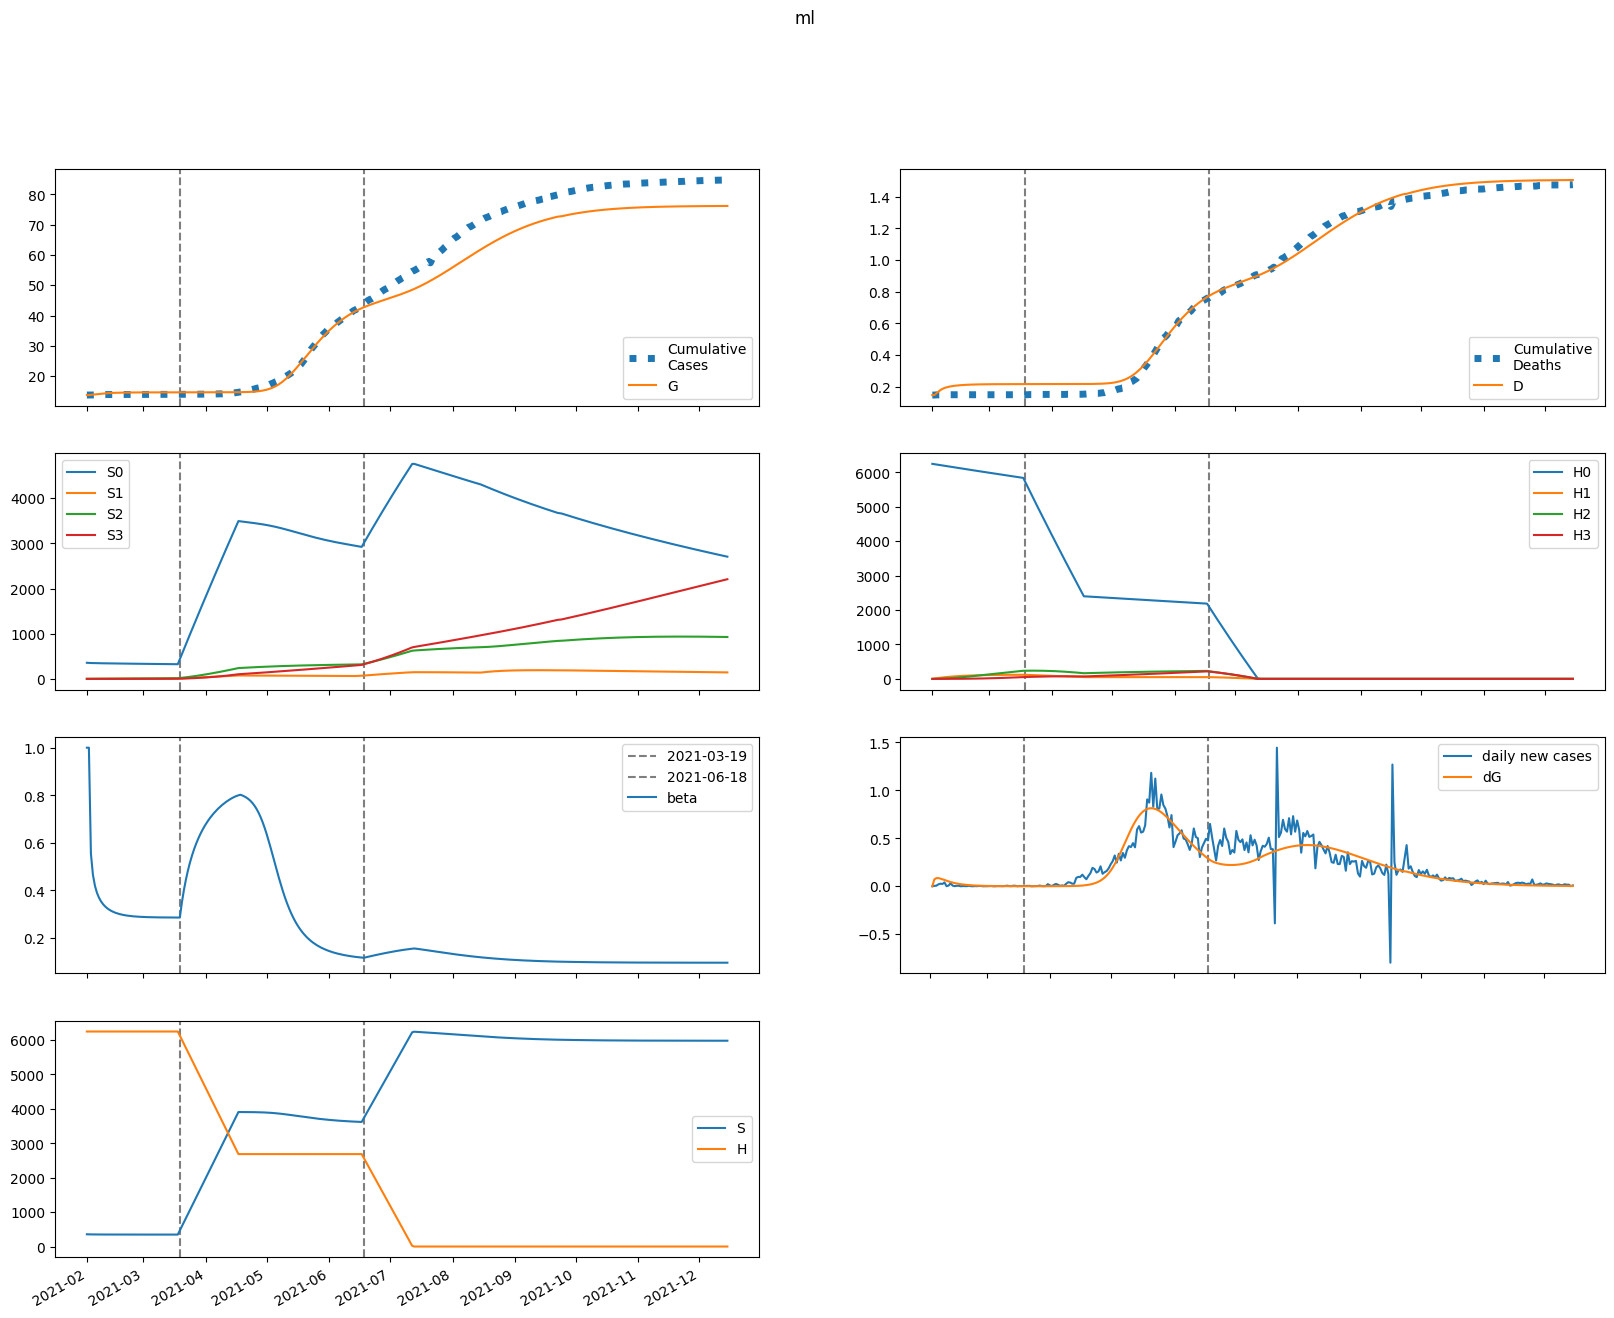 ml
80
70
60
50
40
30
20
Cumulative
Cases
G
1.4
1.2
1.0
0.8
0.6
0.4
0.2
Cumulative
Deaths
D
4000
3000
2000
1000
0
S0
S1
S2
S3
6000
5000
4000
3000
2000
1000
0
H0
H1
H2
H3
1.0
0.8
0.6
0.4
0.2
2021-03-19
2021-06-18
beta
1.5
1.0
0.5
0.0
−0.5
daily new cases
dG
6000
5000
4000
3000
2000
1000
0
S
H
2021-02
2021-03
2021-04
2021-05
2021-06
2021-07
2021-08
2021-09
2021-10
2021-11
2021-12